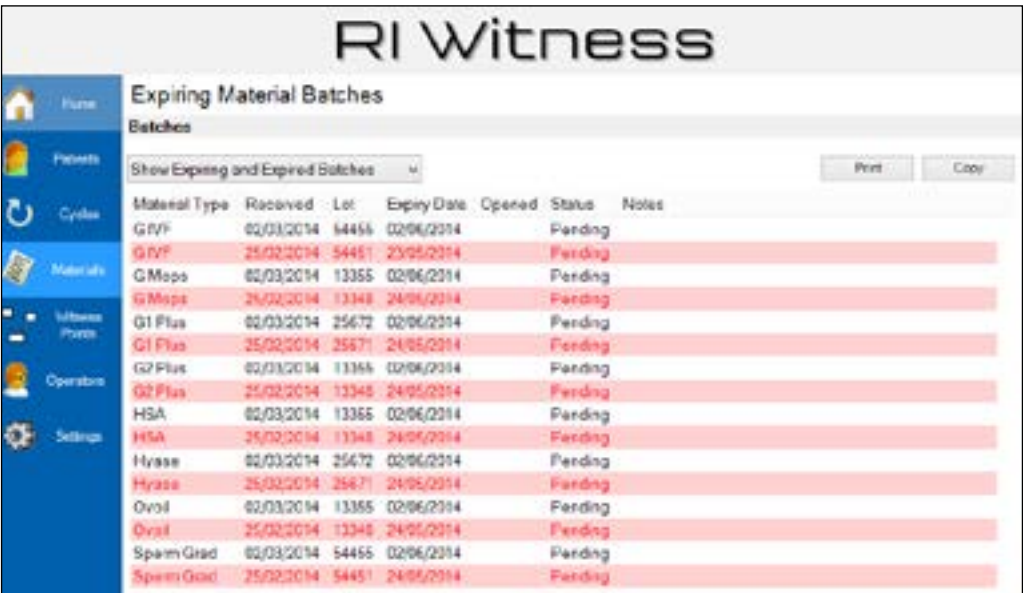 RI Witness
Home
Patients
Cycles
Materials
Witness
Points
Operators
Settings
Expiring Material Batches
Batches
Show Expiring and Expired Batches
Print Copy
Material Type Received Lot Expiry Date Opened Status Notes
G IVF 02/03/2014 54455 02/06/2014 Pending
G IVF 25/02/2014 54451 23/05/2014 Pending
G Mops 02/03/2014 13355 02/06/2014 Pending
G Mops 25/02/2014 13348 24/05/2014 Pending
G1 Plus 02/03/2014 25672 02/06/2014 Pending
G1 Plus 25/02/2014 25671 24/05/2014 Pending
G2 Plus 02/03/2014 13355 02/06/2014 Pending
G2 Plus 25/02/2014 13348 24/05/2014 Pending
HSA 02/03/2014 13355 02/06/2014 Pending
HSA 25/02/2014 13348 24/05/2014 Pending
Hyase 02/03/2014 25672 02/06/2014 Pending
Hyase 25/02/2014 25671 24/05/2014 Pending
Ovoil 02/03/2014 13355 02/06/2014 Pending
Ovoil 25/02/2014 13348 24/05/2014 Pending
Sperm Grad 02/03/2014 54455 02/06/2014 Pending
Sperm Grad 25/02/2014 54451 24/05/2014 Pending